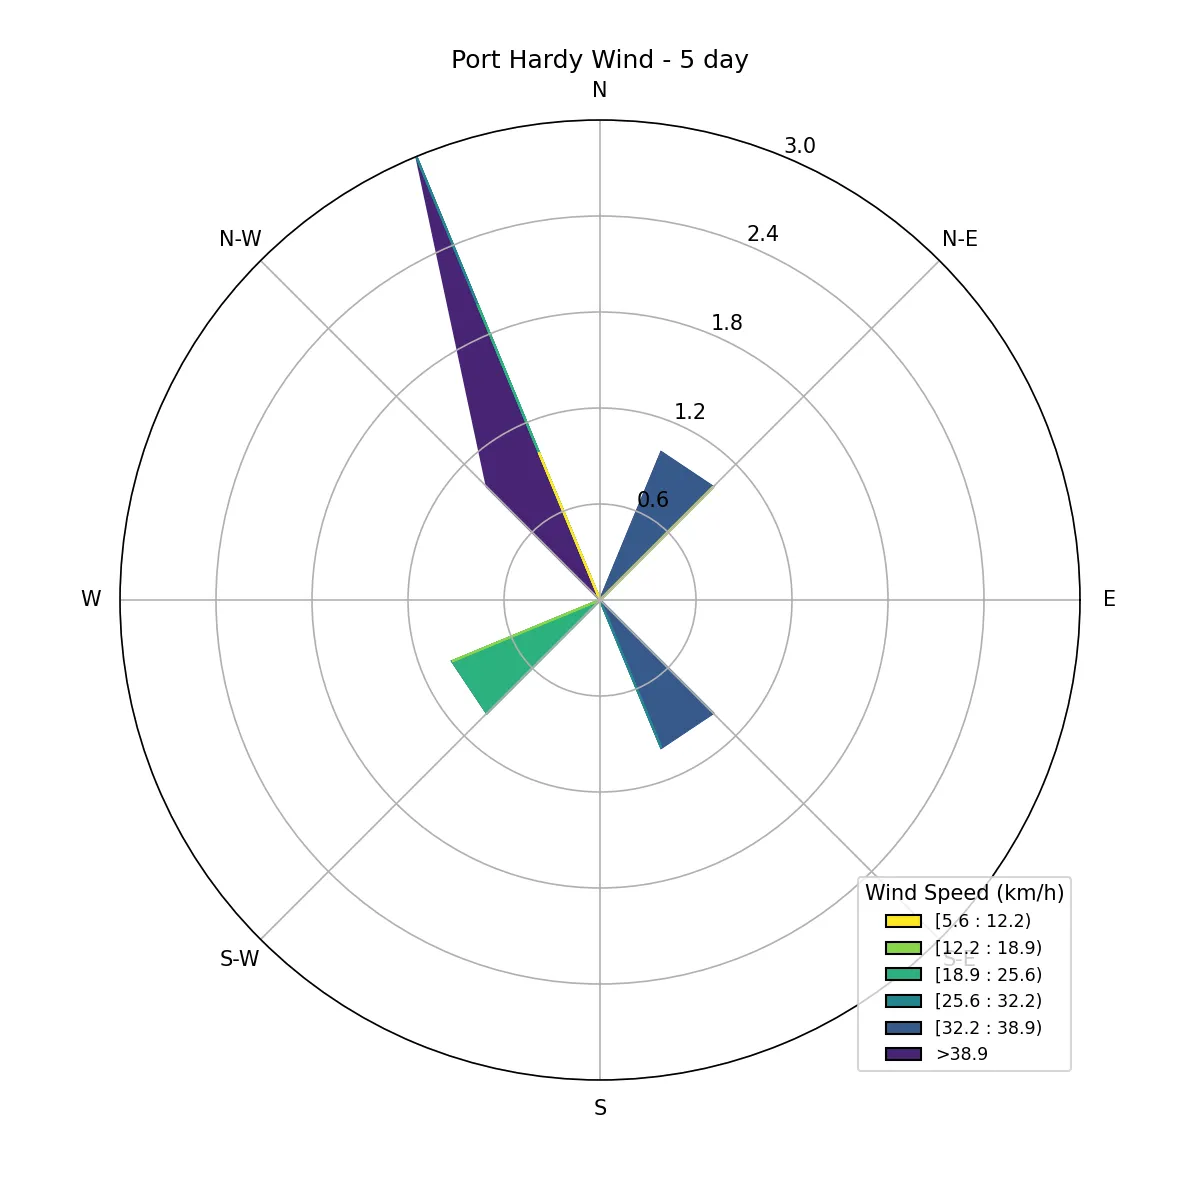 Port Hardy Wind - 5 day
N
3.0
2.4
N-W
N-E
1.8
1.2
0.6
W
E
S-W
S-E
S
Wind Speed (km/h)
[5.6 : 12.2)
[12.2 : 18.9)
[18.9 : 25.6)
[25.6 : 32.2)
[32.2 : 38.9)
>38.9